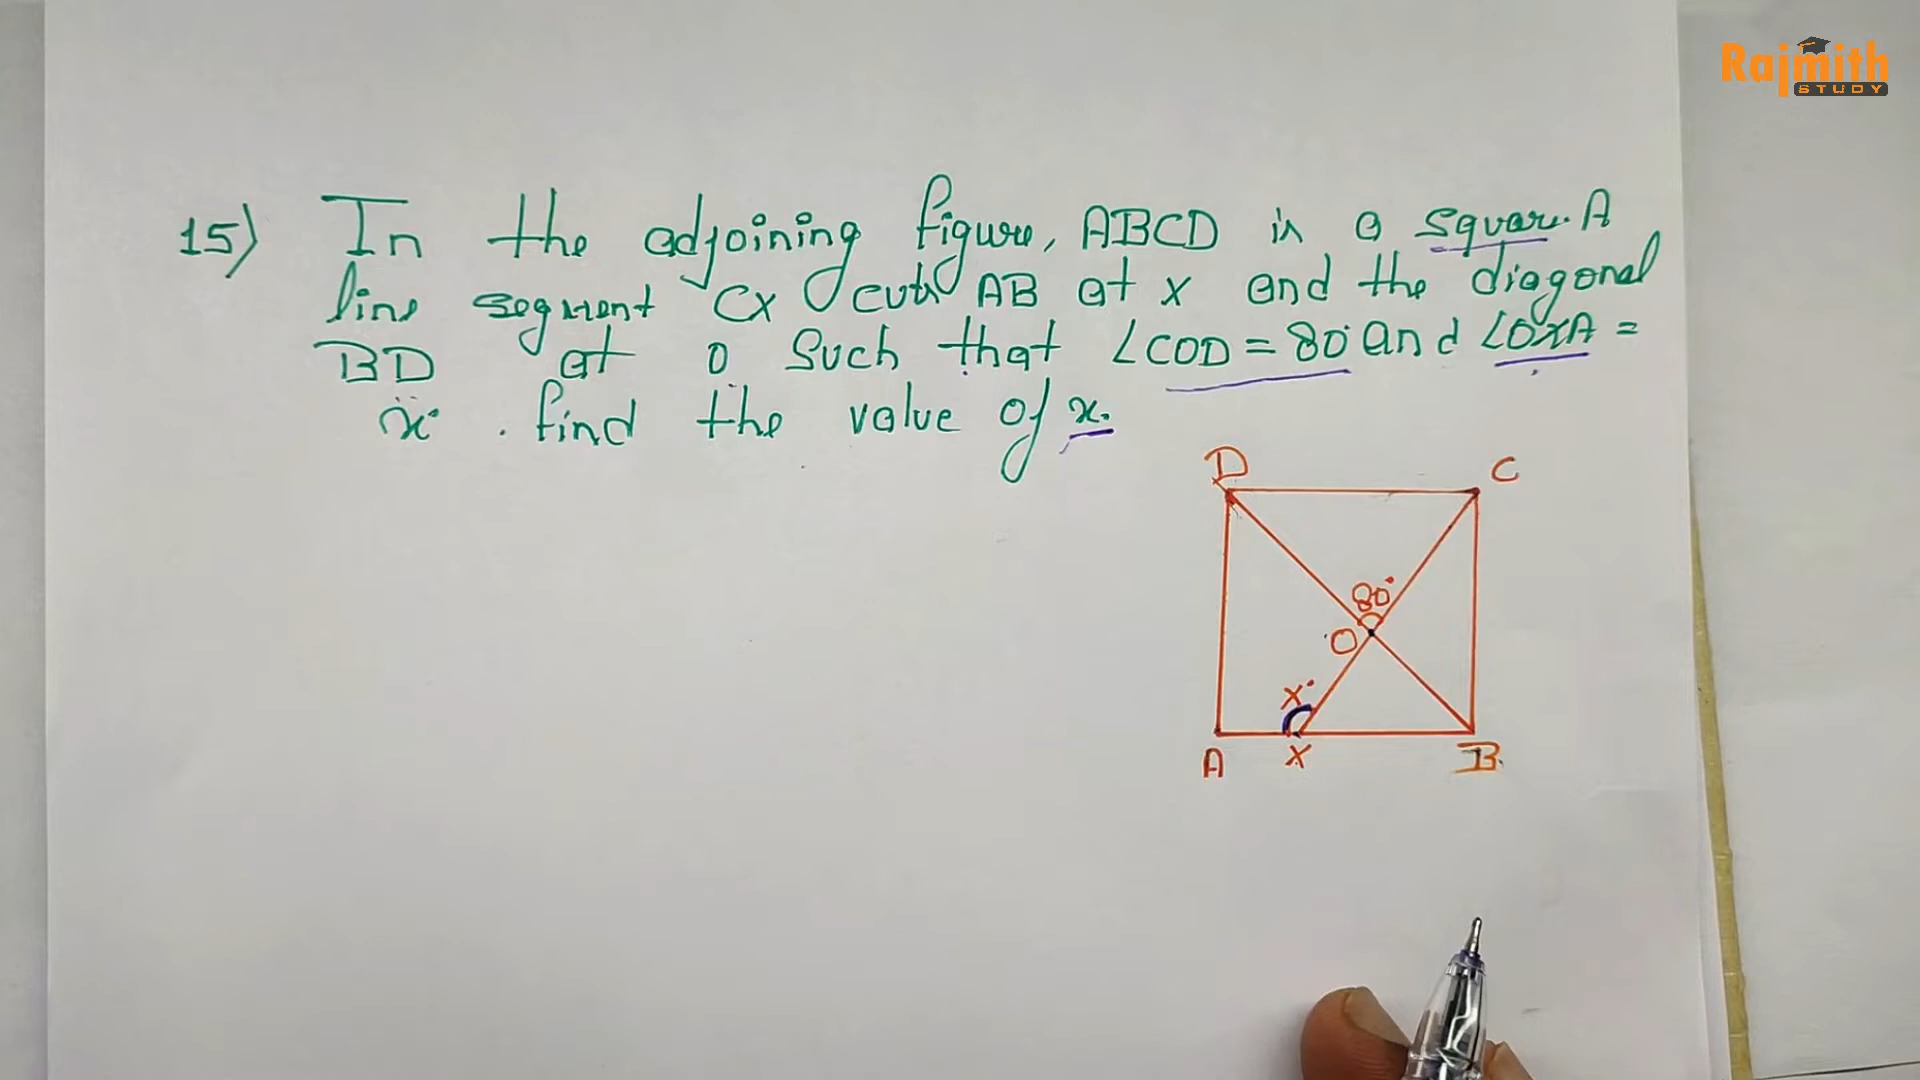 Rajmith
STUDY
15) In the adjoining figure, ABCD is a squar. A
line segment CX cuts AB at X and the diagonal
BD at O such that ∠COD = 80° and ∠OXA =
x°. find the value of x.
D C
80°
O
x°
A X B